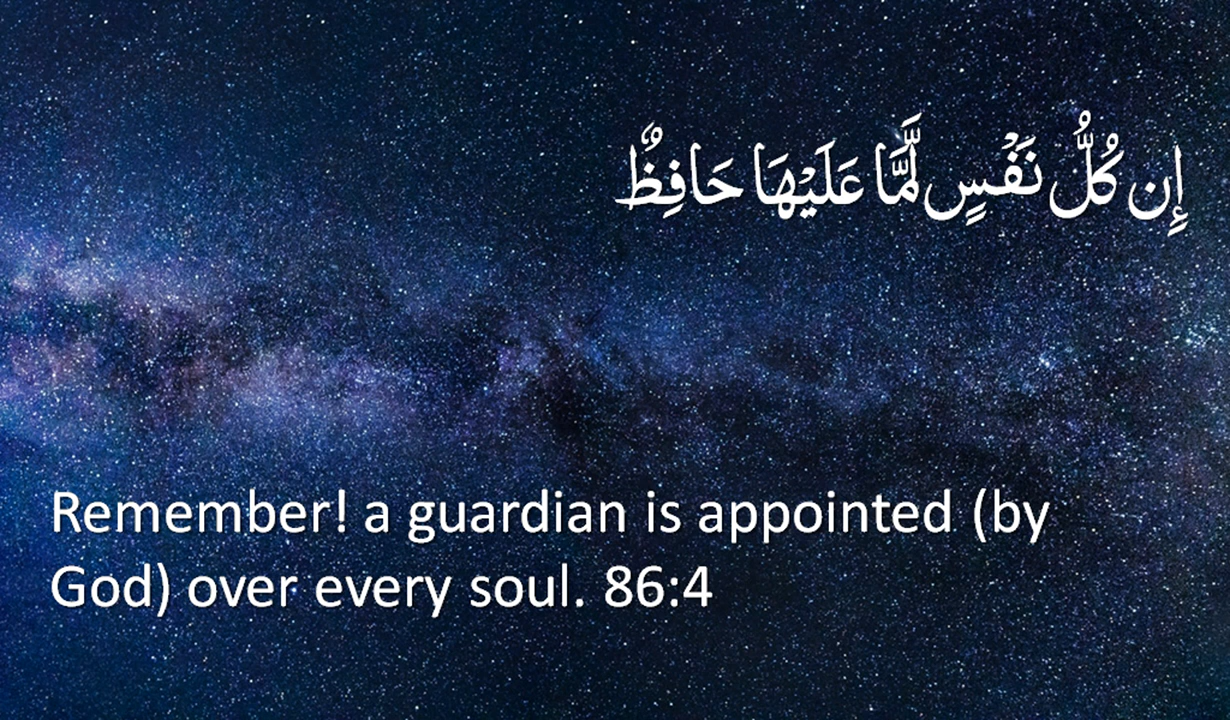 إِن كُلُّ نَفْسٍ لَّمَّا عَلَيْهَا حَافِظٌ
Remember! a guardian is appointed (by
God) over every soul. 86:4